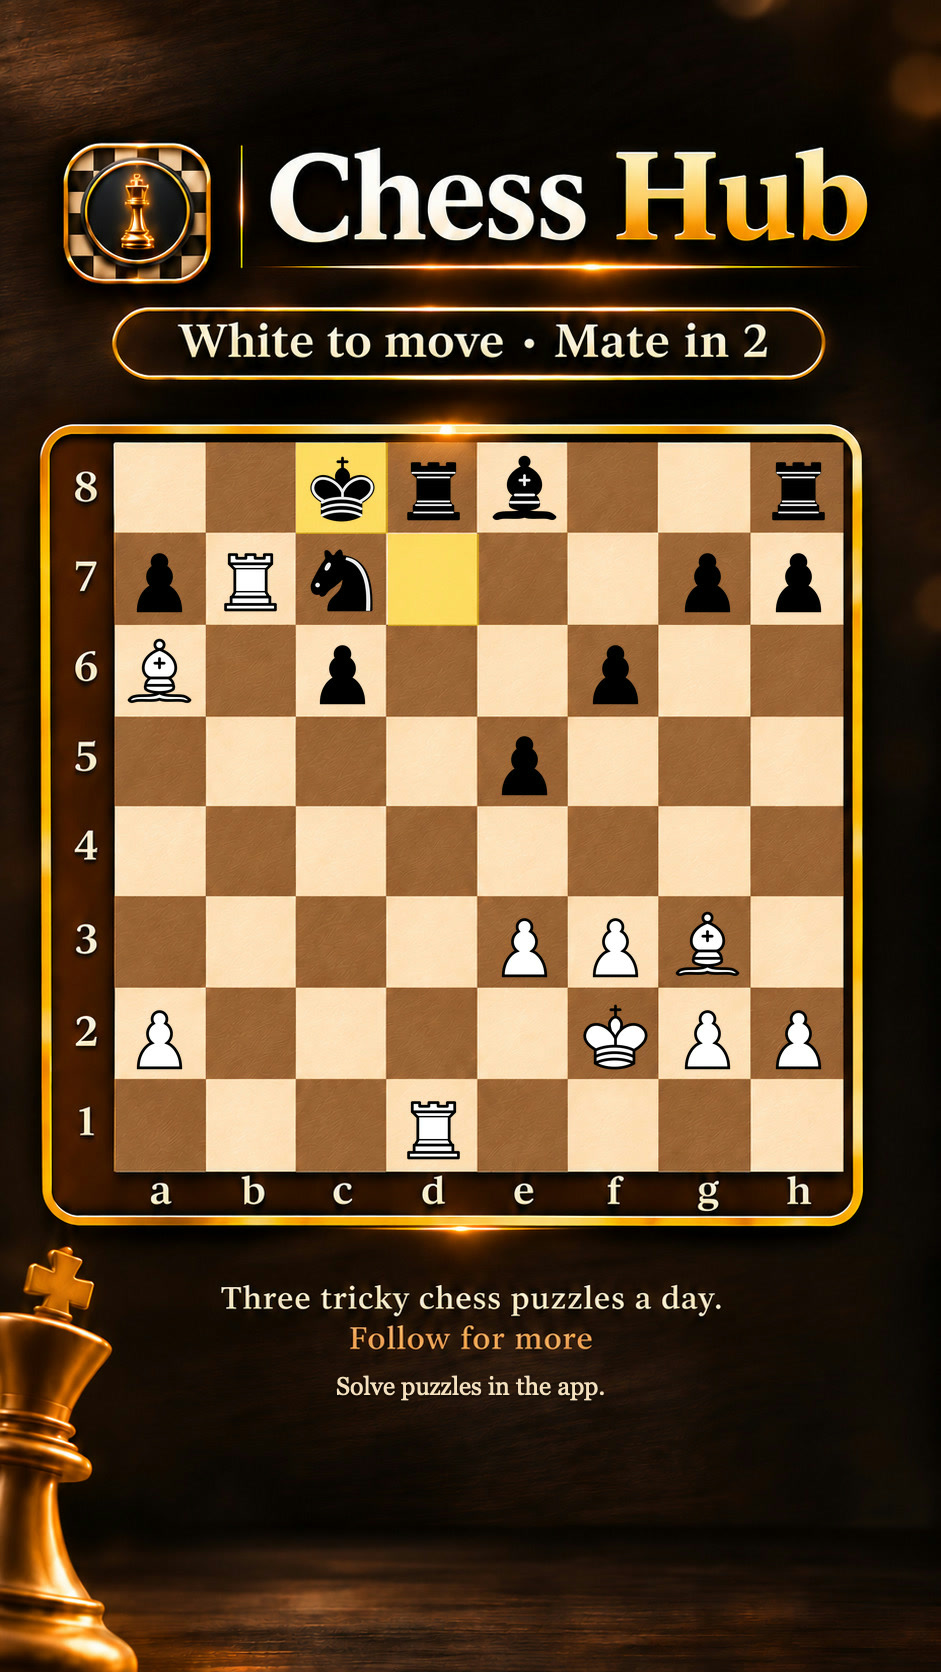 Chess Hub
White to move • Mate in 2
8
7
6
5
4
3
2
1
a b c d e f g h
Three tricky chess puzzles a day.
Follow for more
Solve puzzles in the app.